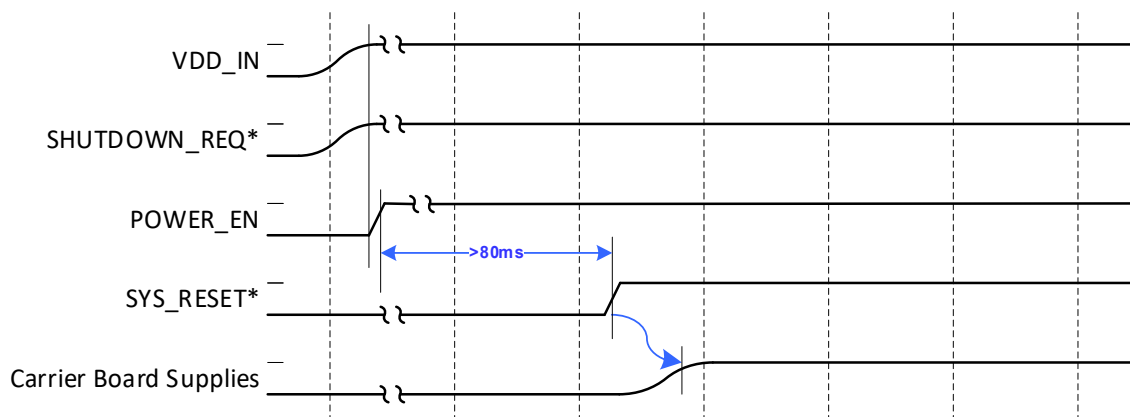 VDD_IN
SHUTDOWN_REQ*
POWER_EN
>80ms
SYS_RESET*
Carrier Board Supplies